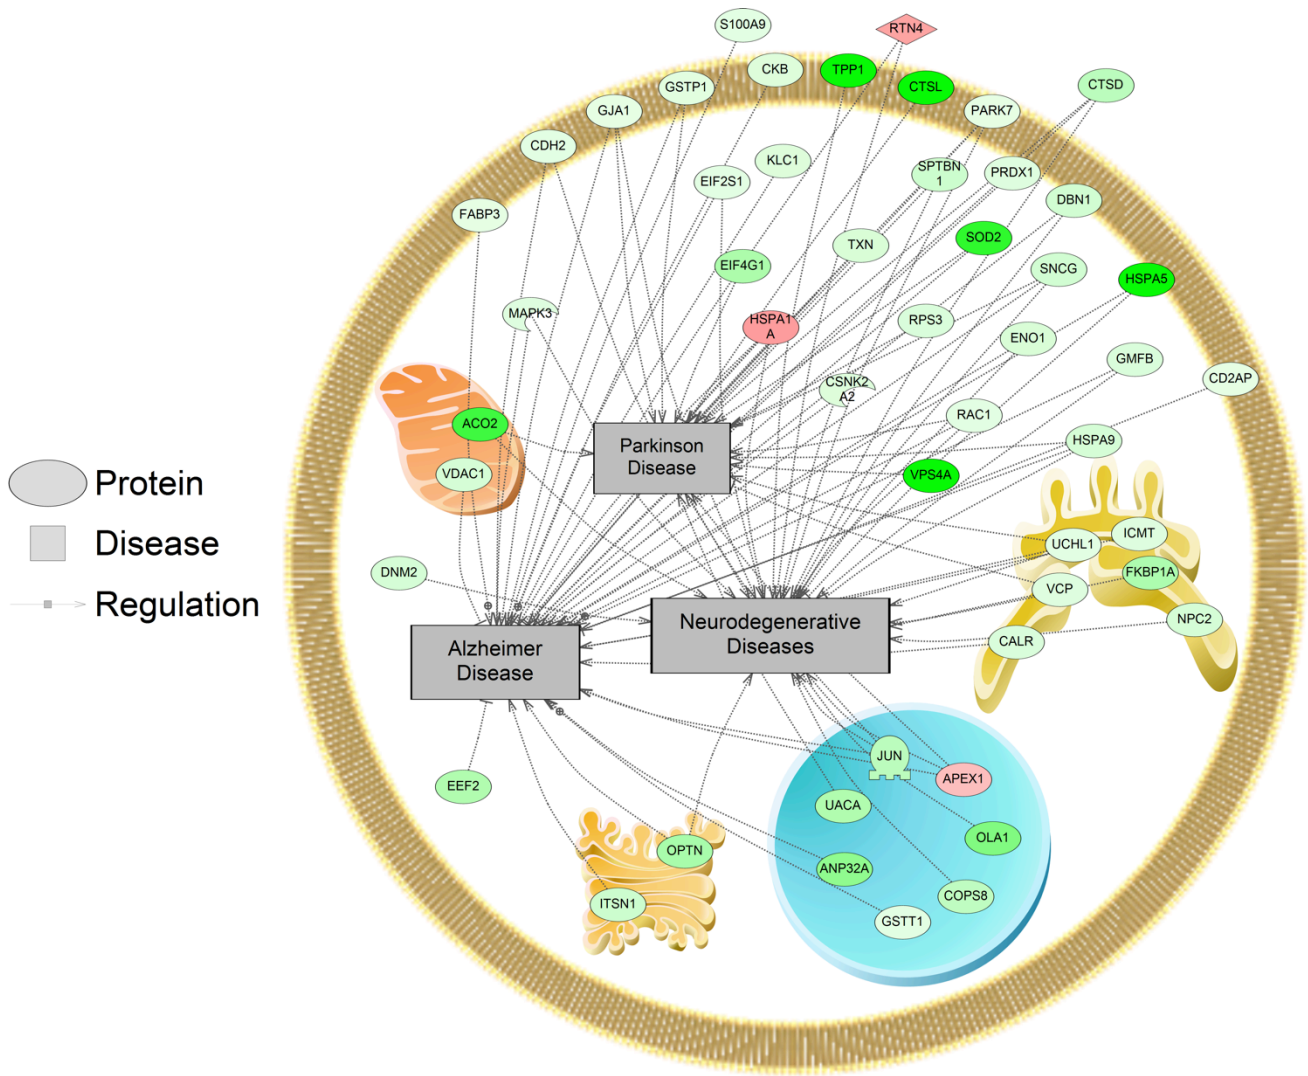 S100A9
RTN4
CKB
TPP1
CTSL
GSTP1
CTSD
GJA1
PARK7
CDH2
KLC1
EIF2S1
SPTBN
1
PRDX1
DBN1
FABP3
TXN
SOD2
SNCG
EIF4G1
HSPA5
MAPK3
HSPA1
A
RPS3
ENO1
GMFB
CD2AP
CSNK2
A2
RAC1
ACO2
HSPA9
Parkinson
Disease
VDAC1
VPS4A
Protein
Disease
Regulation
ICMT
UCHL1
FKBP1A
DNM2
VCP
NPC2
CALR
Neurodegenerative
Diseases
Alzheimer
Disease
JUN
APEX1
EEF2
UACA
OLA1
OPTN
ANP32A
COPS8
ITSN1
GSTT1